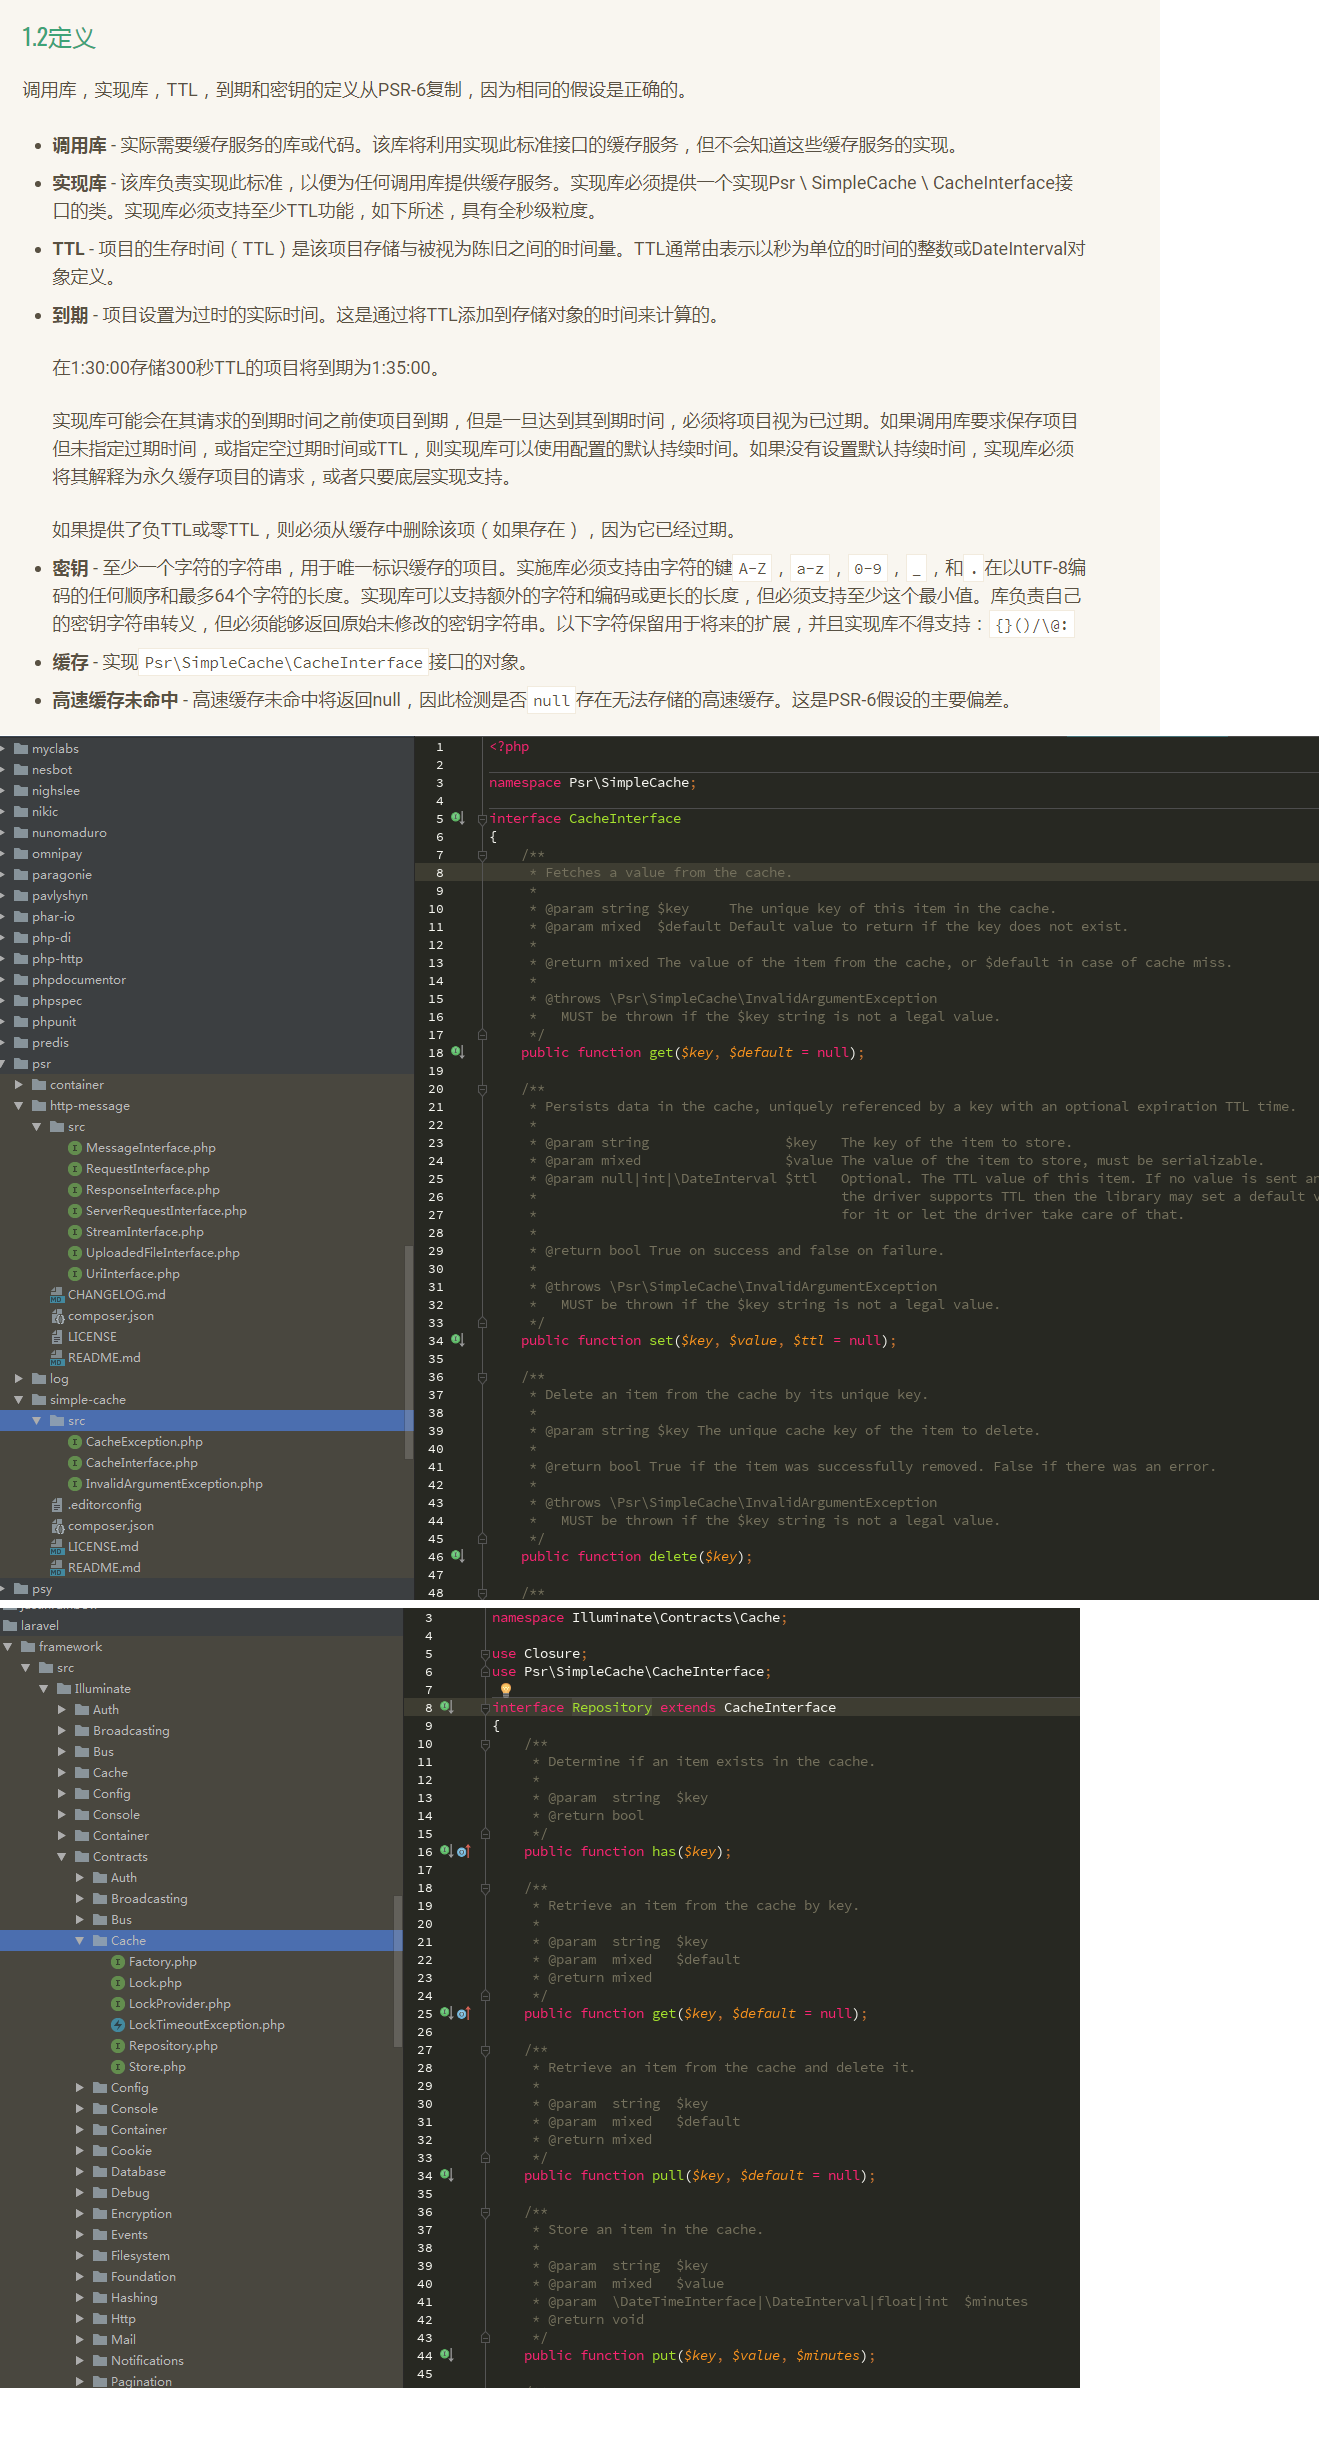 1.2定义
调用库，实现库，TTL，到期和密钥的定义从PSR-6复制，因为相同的假设是正确的。
调用库 - 实际需要缓存服务的库或代码。该库将利用实现此标准接口的缓存服务，但不会知道这些缓存服务的实现。
实现库 - 该库负责实现此标准，以便为任何调用库提供缓存服务。实现库必须提供一个实现Psr \ SimpleCache \ CacheInterface接
口的类。实现库必须支持至少TTL功能，如下所述，具有全秒级粒度。
TTL - 项目的生存时间（TTL）是该项目存储与被视为陈旧之间的时间量。TTL通常由表示以秒为单位的时间的整数或DateInterval对
象定义。
到期 - 项目设置为过时的实际时间。这是通过将TTL添加到存储对象的时间来计算的。
在1:30:00存储300秒TTL的项目将到期为1:35:00。
实现库可能会在其请求的到期时间之前使项目到期，但是一旦达到其到期时间，必须将项目视为已过期。如果调用库要求保存项目
但未指定过期时间，或指定空过期时间或TTL，则实现库可以使用配置的默认持续时间。如果没有设置默认持续时间，实现库必须
将其解释为永久缓存项目的请求，或者只要底层实现支持。
如果提供了负TTL或零TTL，则必须从缓存中删除该项（如果存在），因为它已经过期。
密钥 - 至少一个字符的字符串，用于唯一标识缓存的项目。实施库必须支持由字符的键 A-Z ， a-z ， 0-9 ， _ ，和 . 在以UTF-8编
码的任何顺序和最多64个字符的长度。实现库可以支持额外的字符和编码或更长的长度，但必须支持至少这个最小值。库负责自己
的密钥字符串转义，但必须能够返回原始未修改的密钥字符串。以下字符保留用于将来的扩展，并且实现库不得支持： {}()/\@:
缓存 - 实现 Psr\SimpleCache\CacheInterface 接口的对象。
高速缓存未命中 - 高速缓存未命中将返回null，因此检测是否 null 存在无法存储的高速缓存。这是PSR-6假设的主要偏差。
myclabs
nesbot
nighslee
nikic
nunomaduro
omnipay
paragonie
pavlyshyn
phar-io
php-di
php-http
phpdocumentor
phpspec
phpunit
predis
psr
container
http-message
src
MessageInterface.php
RequestInterface.php
ResponseInterface.php
ServerRequestInterface.php
StreamInterface.php
UploadedFileInterface.php
UriInterface.php
CHANGELOG.md
composer.json
LICENSE
README.md
log
simple-cache
src
CacheException.php
CacheInterface.php
InvalidArgumentException.php
.editorconfig
composer.json
LICENSE.md
README.md
psy
1 <?php
2
3 namespace Psr\SimpleCache;
4
5 interface CacheInterface
6 {
7 /**
8 * Fetches a value from the cache.
9 *
10 * @param string $key The unique key of this item in the cache.
11 * @param mixed $default Default value to return if the key does not exist.
12 *
13 * @return mixed The value of the item from the cache, or $default in case of cache miss.
14 *
15 * @throws \Psr\SimpleCache\InvalidArgumentException
16 * MUST be thrown if the $key string is not a legal value.
17 */
18 public function get($key, $default = null);
19
20 /**
21 * Persists data in the cache, uniquely referenced by a key with an optional expiration TTL time.
22 *
23 * @param string $key The key of the item to store.
24 * @param mixed $value The value of the item to store, must be serializable.
25 * @param null|int|\DateInterval $ttl Optional. The TTL value of this item. If no value is sent an
26 * the driver supports TTL then the library may set a default v
27 * for it or let the driver take care of that.
28 *
29 * @return bool True on success and false on failure.
30 *
31 * @throws \Psr\SimpleCache\InvalidArgumentException
32 * MUST be thrown if the $key string is not a legal value.
33 */
34 public function set($key, $value, $ttl = null);
35
36 /**
37 * Delete an item from the cache by its unique key.
38 *
39 * @param string $key The unique cache key of the item to delete.
40 *
41 * @return bool True if the item was successfully removed. False if there was an error.
42 *
43 * @throws \Psr\SimpleCache\InvalidArgumentException
44 * MUST be thrown if the $key string is not a legal value.
45 */
46 public function delete($key);
47
48 /**
laravel
framework
src
Illuminate
Auth
Broadcasting
Bus
Cache
Config
Console
Container
Contracts
Auth
Broadcasting
Bus
Cache
Factory.php
Lock.php
LockProvider.php
LockTimeoutException.php
Repository.php
Store.php
Config
Console
Container
Cookie
Database
Debug
Encryption
Events
Filesystem
Foundation
Hashing
Http
Mail
Notifications
Pagination
3 namespace Illuminate\Contracts\Cache;
4
5 use Closure;
6 use Psr\SimpleCache\CacheInterface;
7
8 interface Repository extends CacheInterface
9 {
10 /**
11 * Determine if an item exists in the cache.
12 *
13 * @param string $key
14 * @return bool
15 */
16 public function has($key);
17
18 /**
19 * Retrieve an item from the cache by key.
20 *
21 * @param string $key
22 * @param mixed $default
23 * @return mixed
24 */
25 public function get($key, $default = null);
26
27 /**
28 * Retrieve an item from the cache and delete it.
29 *
30 * @param string $key
31 * @param mixed $default
32 * @return mixed
33 */
34 public function pull($key, $default = null);
35
36 /**
37 * Store an item in the cache.
38 *
39 * @param string $key
40 * @param mixed $value
41 * @param \DateTimeInterface|\DateInterval|float|int $minutes
42 * @return void
43 */
44 public function put($key, $value, $minutes);
45